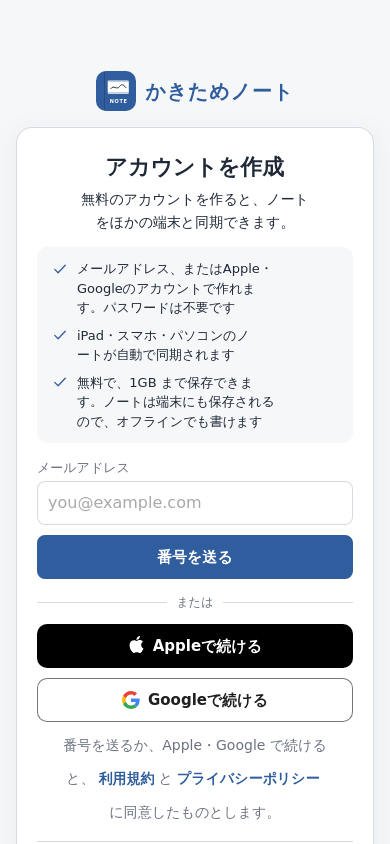 NOTE
かきためノート
アカウントを作成
無料のアカウントを作ると、ノート
をほかの端末と同期できます。
メールアドレス、またはApple・
Googleのアカウントで作れま
す。パスワードは不要です
iPad・スマホ・パソコンのノ
ートが自動で同期されます
無料で、1GB まで保存できま
す。ノートは端末にも保存される
ので、オフラインでも書けます
メールアドレス
you@example.com
番号を送る
または
Appleで続ける
Googleで続ける
番号を送るか、Apple・Google で続ける
と、 利用規約 と プライバシーポリシー
に同意したものとします。